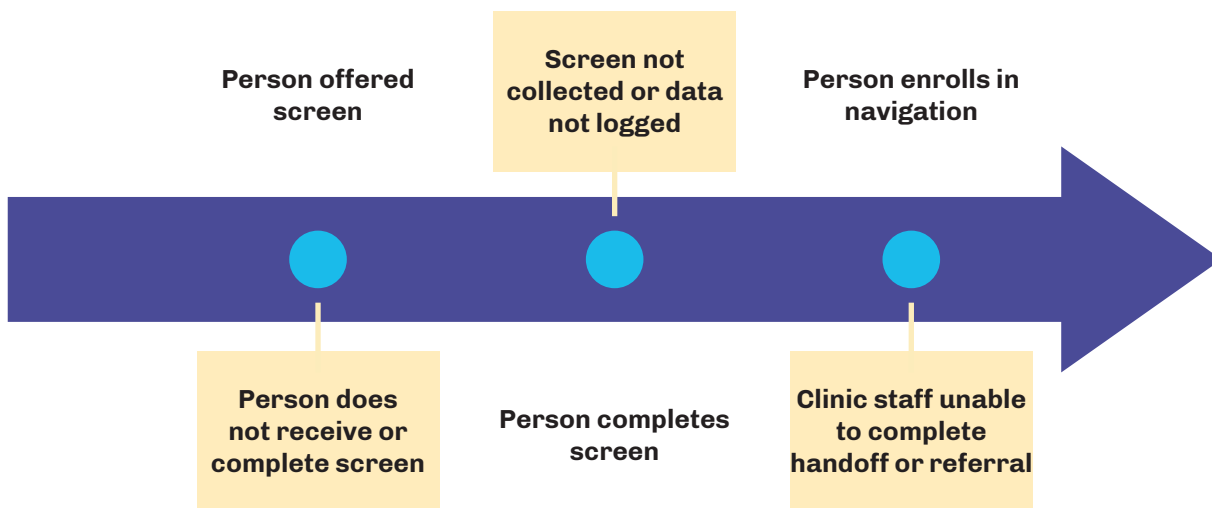 Person offered
screen
Screen not
collected or data
not logged
Person enrolls in
navigation
Person does
not receive or
complete screen
Person completes
screen
Clinic staff unable
to complete
handoff or referral